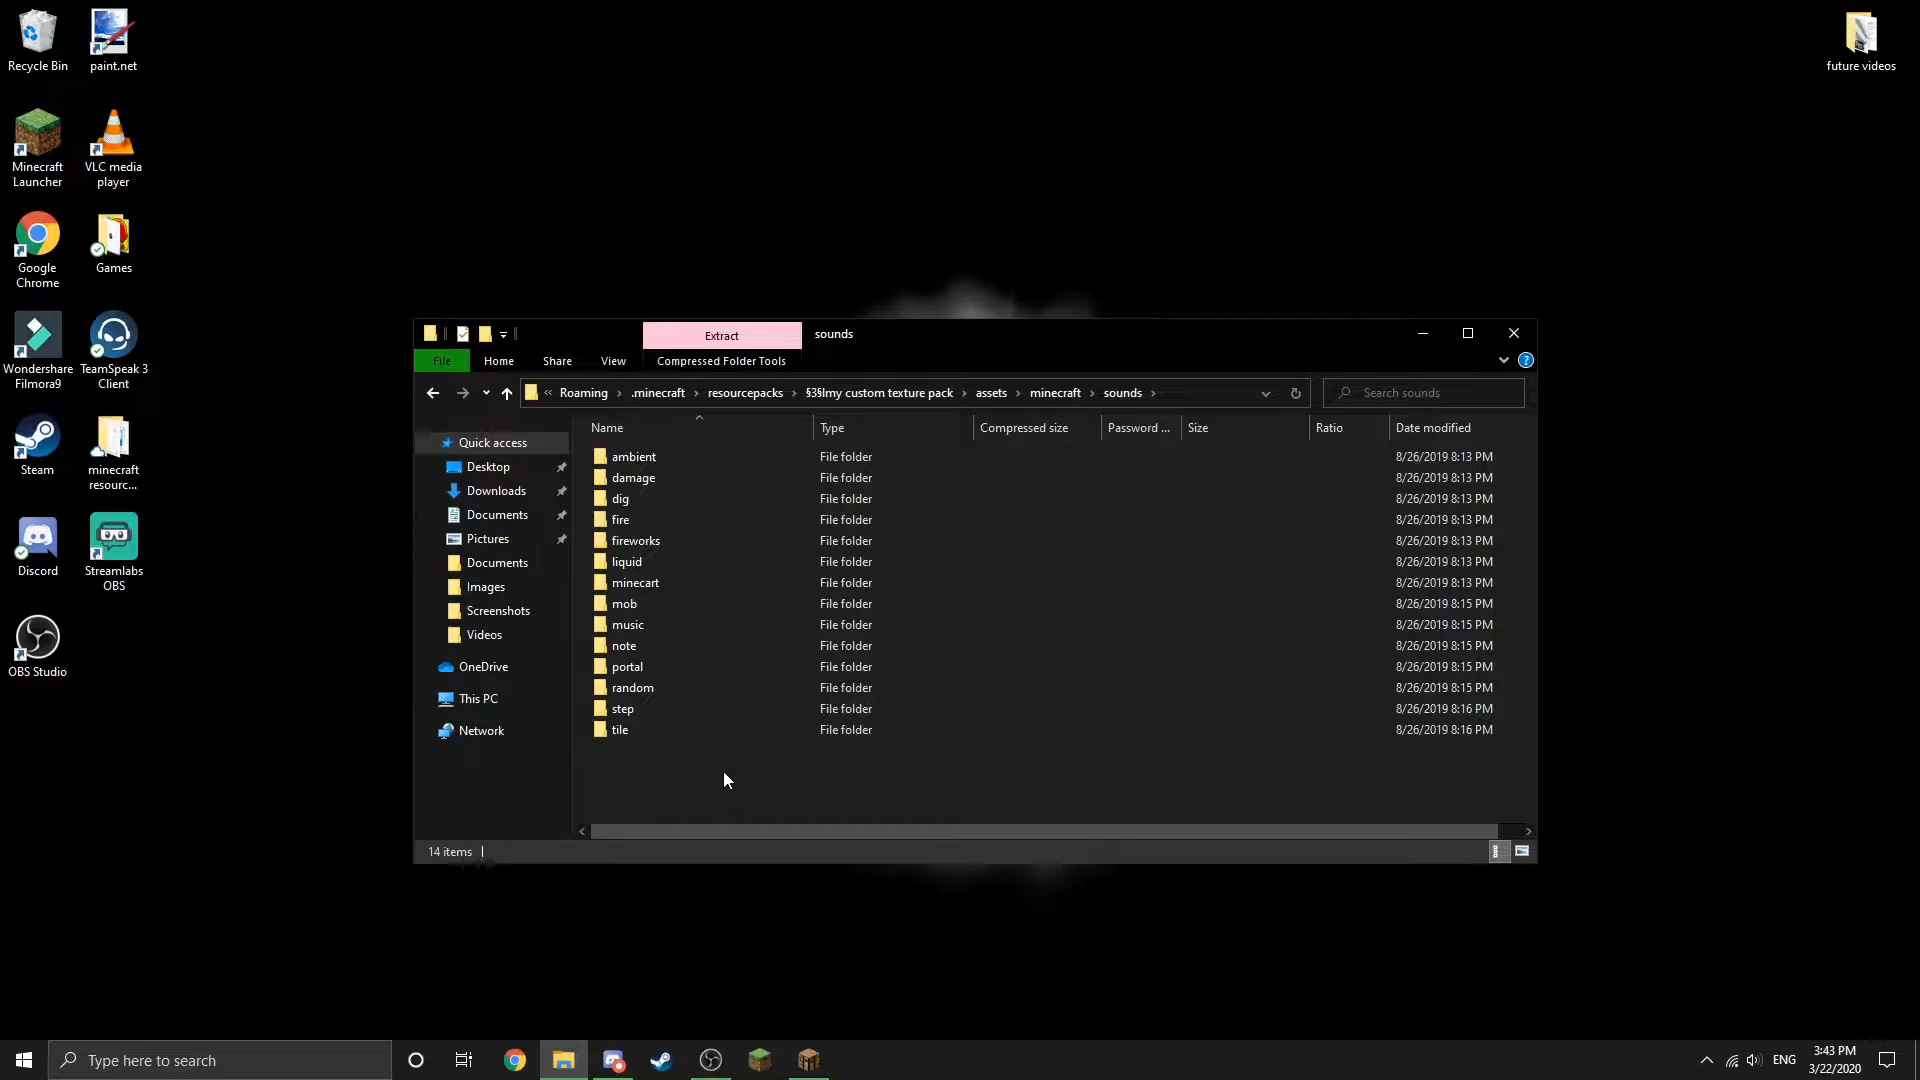 Recycle Bin
paint.net
future videos
Minecraft
Launcher
VLC media
player
Google
Chrome
Games
Wondershare
Filmora9
TeamSpeak 3
Client
Steam
minecraft
resourc...
Discord
Streamlabs
OBS
OBS Studio
Extract
sounds
File
Home
Share
View
Compressed Folder Tools
« Roaming › .minecraft › resourcepacks › §3§lmy custom texture pack › assets › minecraft › sounds ›
Search sounds
Quick access
Desktop
Downloads
Documents
Pictures
Documents
Images
Screenshots
Videos
OneDrive
This PC
Network
Name Type Compressed size Password ... Size Ratio Date modified
ambient File folder 8/26/2019 8:13 PM
damage File folder 8/26/2019 8:13 PM
dig File folder 8/26/2019 8:13 PM
fire File folder 8/26/2019 8:13 PM
fireworks File folder 8/26/2019 8:13 PM
liquid File folder 8/26/2019 8:13 PM
minecart File folder 8/26/2019 8:13 PM
mob File folder 8/26/2019 8:15 PM
music File folder 8/26/2019 8:15 PM
note File folder 8/26/2019 8:15 PM
portal File folder 8/26/2019 8:15 PM
random File folder 8/26/2019 8:15 PM
step File folder 8/26/2019 8:16 PM
tile File folder 8/26/2019 8:16 PM
14 items
Type here to search
ENG
3:43 PM
3/22/2020